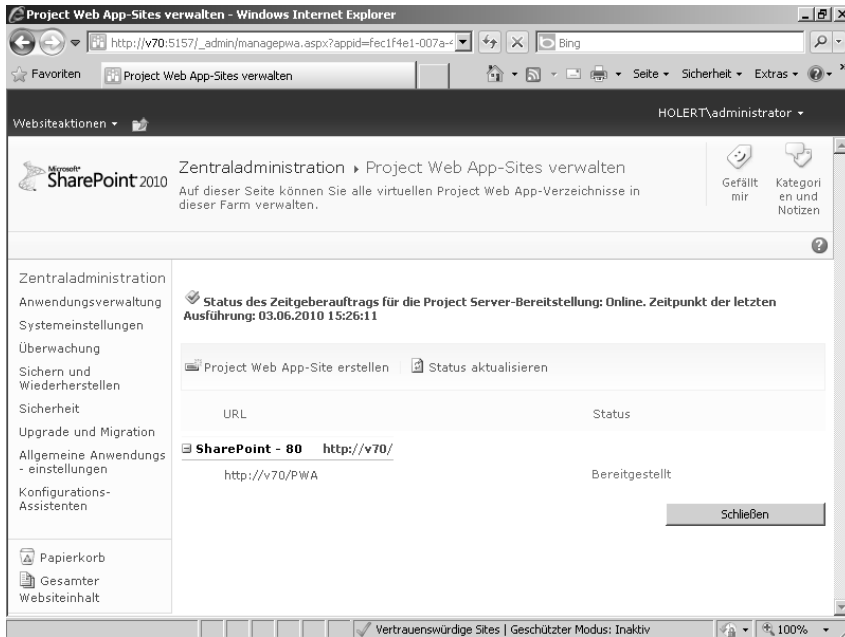 Project Web App-Sites verwalten - Windows Internet Explorer
http://v70:5157/_admin/managepwa.aspx?appid=fec1f4e1-007a-
Bing
Favoriten
Project Web App-Sites verwalten
Seite
Sicherheit
Extras
Websiteaktionen
HOLERT\administrator
Microsoft
SharePoint 2010
Zentraladministration
Project Web App-Sites verwalten
Auf dieser Seite können Sie alle virtuellen Project Web App-Verzeichnisse in
dieser Farm verwalten.
Gefällt
mir
Kategori
en und
Notizen
Zentraladministration
Anwendungsverwaltung
Systemeinstellungen
Überwachung
Sichern und
Wiederherstellen
Sicherheit
Upgrade und Migration
Allgemeine Anwendungs
- einstellungen
Konfigurations-
Assistenten
Papierkorb
Gesamter
Websiteinhalt
Status des Zeitgeberauftrags für die Project Server-Bereitstellung: Online. Zeitpunkt der letzten
Ausführung: 03.06.2010 15:26:11
Project Web App-Site erstellen
Status aktualisieren
URL
Status
SharePoint - 80 http://v70/
http://v70/PWA
Bereitgestellt
Schließen
Vertrauenswürdige Sites | Geschützter Modus: Inaktiv
100%